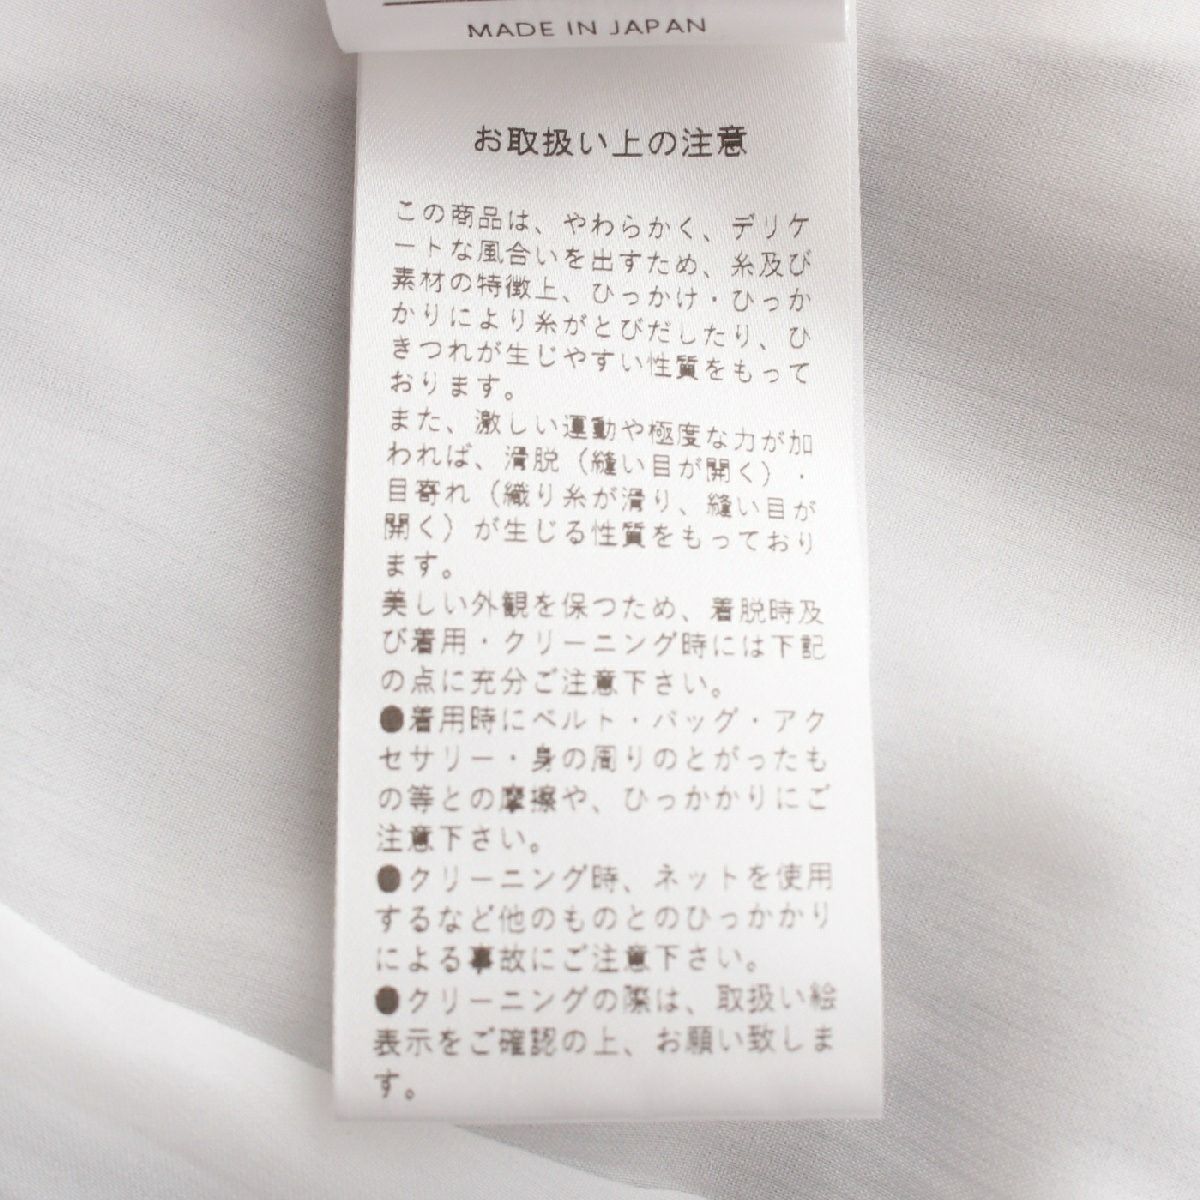 MADE IN JAPAN
お取扱い上の注意
この商品は、やわらかく、デリケ
ートな風合いを出すため、糸及び
素材の特徴上、ひっかけ・ひっか
かりにより糸がとびだしたり、ひ
きつれが生じやすい性質をもって
おります。
また、激しい運動や極度な力が加
われば、滑脱（縫い目が開く）・
目寄れ（織り糸が滑り、縫い目が
開く）が生じる性質をもっており
ます。
美しい外観を保つため、着脱時及
び着用・クリーニング時には下記
の点に充分ご注意下さい。
●着用時にベルト・バッグ・アク
セサリー・身の周りのとがったも
の等との摩擦や、ひっかかりにご
注意下さい。
●クリーニング時、ネットを使用
するなど他のものとのひっかかり
による事故にご注意下さい。
●クリーニングの際は、取扱い絵
表示をご確認の上、お願い致しま
す。